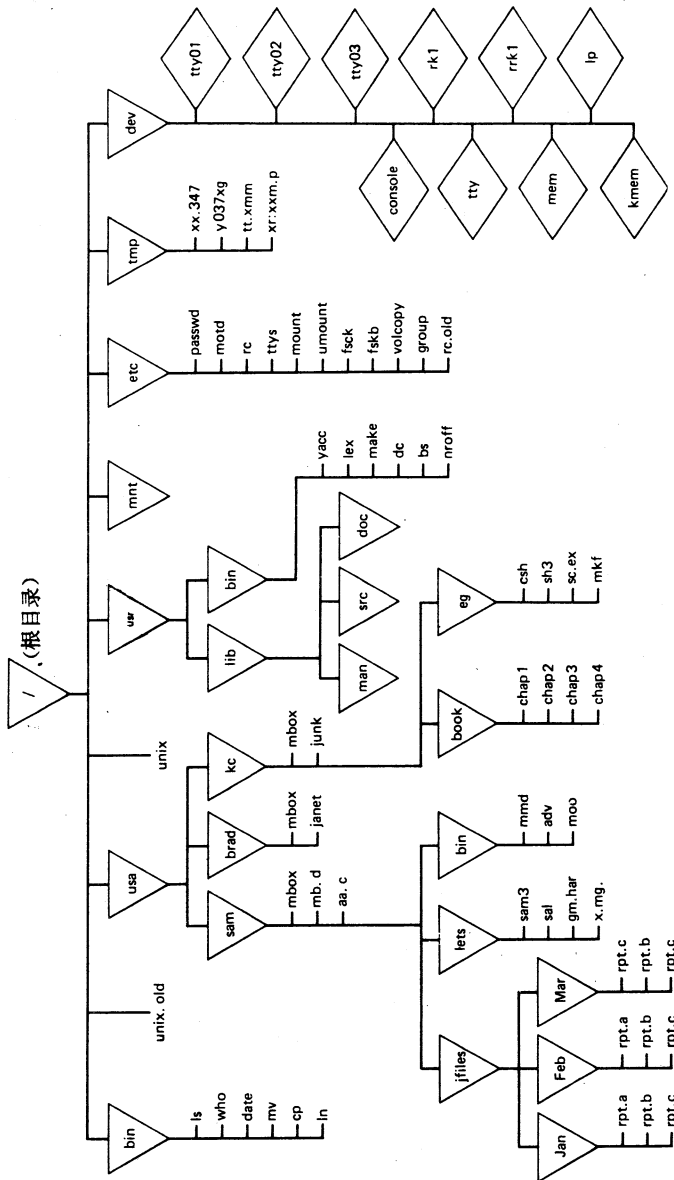 /
、(根目录)
bin
unix.old
usa
unix
usr
mnt
etc
tmp
dev
ls
who
date
mv
cp
ln
sam
brad
kc
mbox
mb.d
aa.c
mbox
janet
mbox
junk
jfiles
lets
bin
Jan
Feb
Mar
rpt.a
rpt.b
rpt.c
rpt.a
rpt.b
rpt.c
rpt.c
rpt.b
rpt.c
sam3
sal
gm.har
x.mg.
mmd
adv
moo
book
eg
chap1
chap2
chap3
chap4
csh
sh3
sc.ex
mkf
lib
bin
man
src
doc
yacc
lex
make
dc
bs
nroff
passwd
motd
rc
ttys
mount
umount
fsck
fskb
volcopy
group
rc.old
xx.347
y037xg
tt.xmm
xr:xxm.p
tty01
tty02
tty03
console
rk1
tty
rrk1
mem
lp
kmem